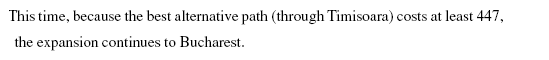 This time, because the best alternative path (through Timisoara) costs at least 447,
the expansion continues to Bucharest.